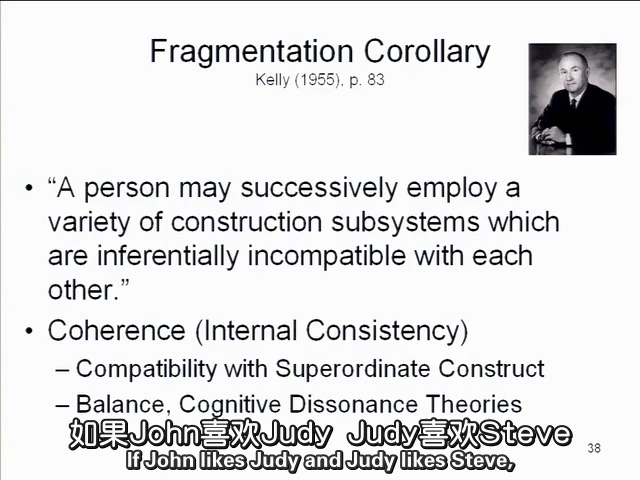 Fragmentation Corollary
Kelly (1955), p. 83
• “A person may successively employ a
variety of construction subsystems which
are inferentially incompatible with each
other.”
• Coherence (Internal Consistency)
– Compatibility with Superordinate Construct
– Balance, Cognitive Dissonance Theories
如果John喜欢Judy Judy喜欢Steve
If John likes Judy and Judy likes Steve,
38